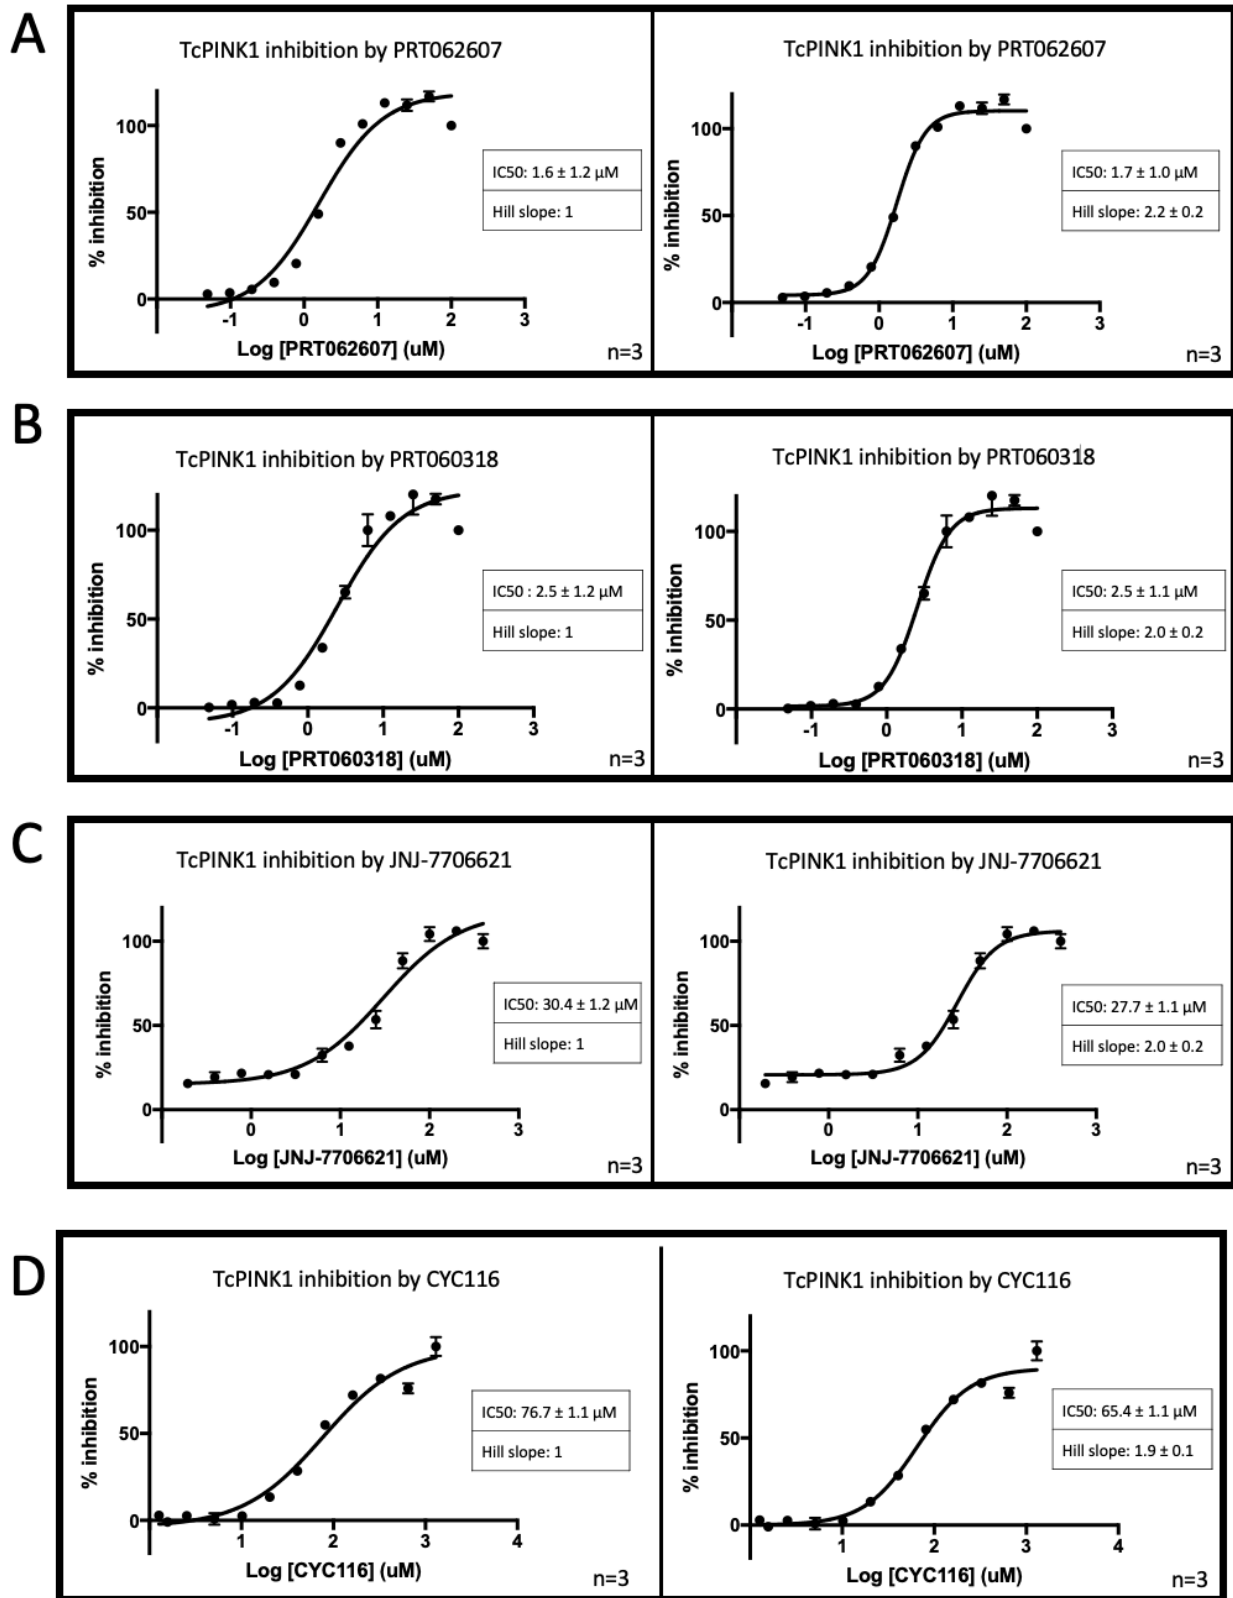 A
TcPINK1 inhibition by PRT062607
% inhibition
100
50
0
-1 0 1 2 3
Log [PRT062607] (uM)
IC50: 1.6 ± 1.2 µM
Hill slope: 1
n=3
TcPINK1 inhibition by PRT062607
% inhibition
100
50
0
-1 0 1 2 3
Log [PRT062607] (uM)
IC50: 1.7 ± 1.0 µM
Hill slope: 2.2 ± 0.2
n=3
B
TcPINK1 inhibition by PRT060318
% inhibition
100
50
0
-1 0 1 2 3
Log [PRT060318] (uM)
IC50 : 2.5 ± 1.2 µM
Hill slope: 1
n=3
TcPINK1 inhibition by PRT060318
% inhibition
100
50
0
-1 0 1 2 3
Log [PRT060318] (uM)
IC50: 2.5 ± 1.1 µM
Hill slope: 2.0 ± 0.2
n=3
C
TcPINK1 inhibition by JNJ-7706621
% inhibition
100
50
0
0 1 2 3
Log [JNJ-7706621] (uM)
IC50: 30.4 ± 1.2 µM
Hill slope: 1
n=3
TcPINK1 inhibition by JNJ-7706621
% inhibition
100
50
0
0 1 2 3
Log [JNJ-7706621] (uM)
IC50: 27.7 ± 1.1 µM
Hill slope: 2.0 ± 0.2
n=3
D
TcPINK1 inhibition by CYC116
% inhibition
100
50
0
1 2 3 4
Log [CYC116] (uM)
IC50: 76.7 ± 1.1 µM
Hill slope: 1
n=3
TcPINK1 inhibition by CYC116
% inhibition
100
50
0
1 2 3 4
Log [CYC116] (uM)
IC50: 65.4 ± 1.1 µM
Hill slope: 1.9 ± 0.1
n=3